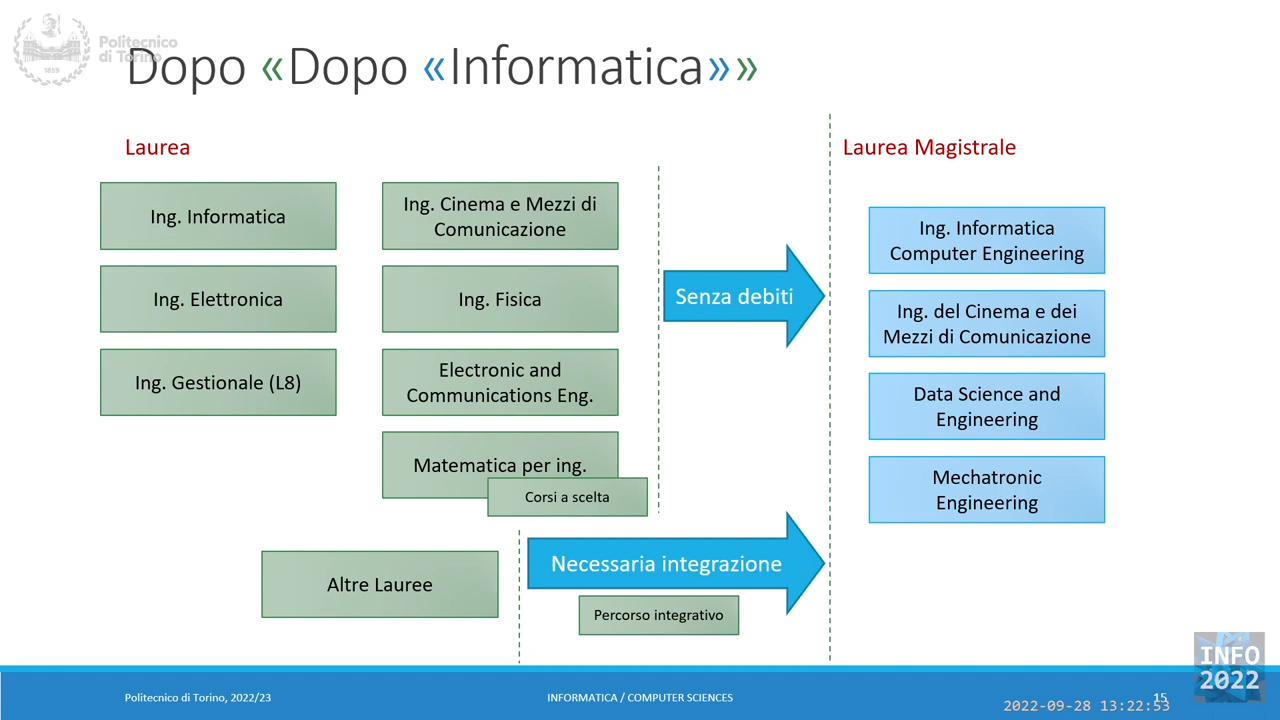 Politecnico
di Torino
1859
Dopo «Dopo «Informatica»»
Laurea
Laurea Magistrale
Ing. Informatica
Ing. Elettronica
Ing. Gestionale (L8)
Ing. Cinema e Mezzi di
Comunicazione
Ing. Fisica
Electronic and
Communications Eng.
Matematica per ing.
Corsi a scelta
Senza debiti
Ing. Informatica
Computer Engineering
Ing. del Cinema e dei
Mezzi di Comunicazione
Data Science and
Engineering
Mechatronic
Engineering
Altre Lauree
Necessaria integrazione
Percorso integrativo
INFO
2022
Politecnico di Torino, 2022/23
INFORMATICA / COMPUTER SCIENCES
15
2022-09-28 13:22:53